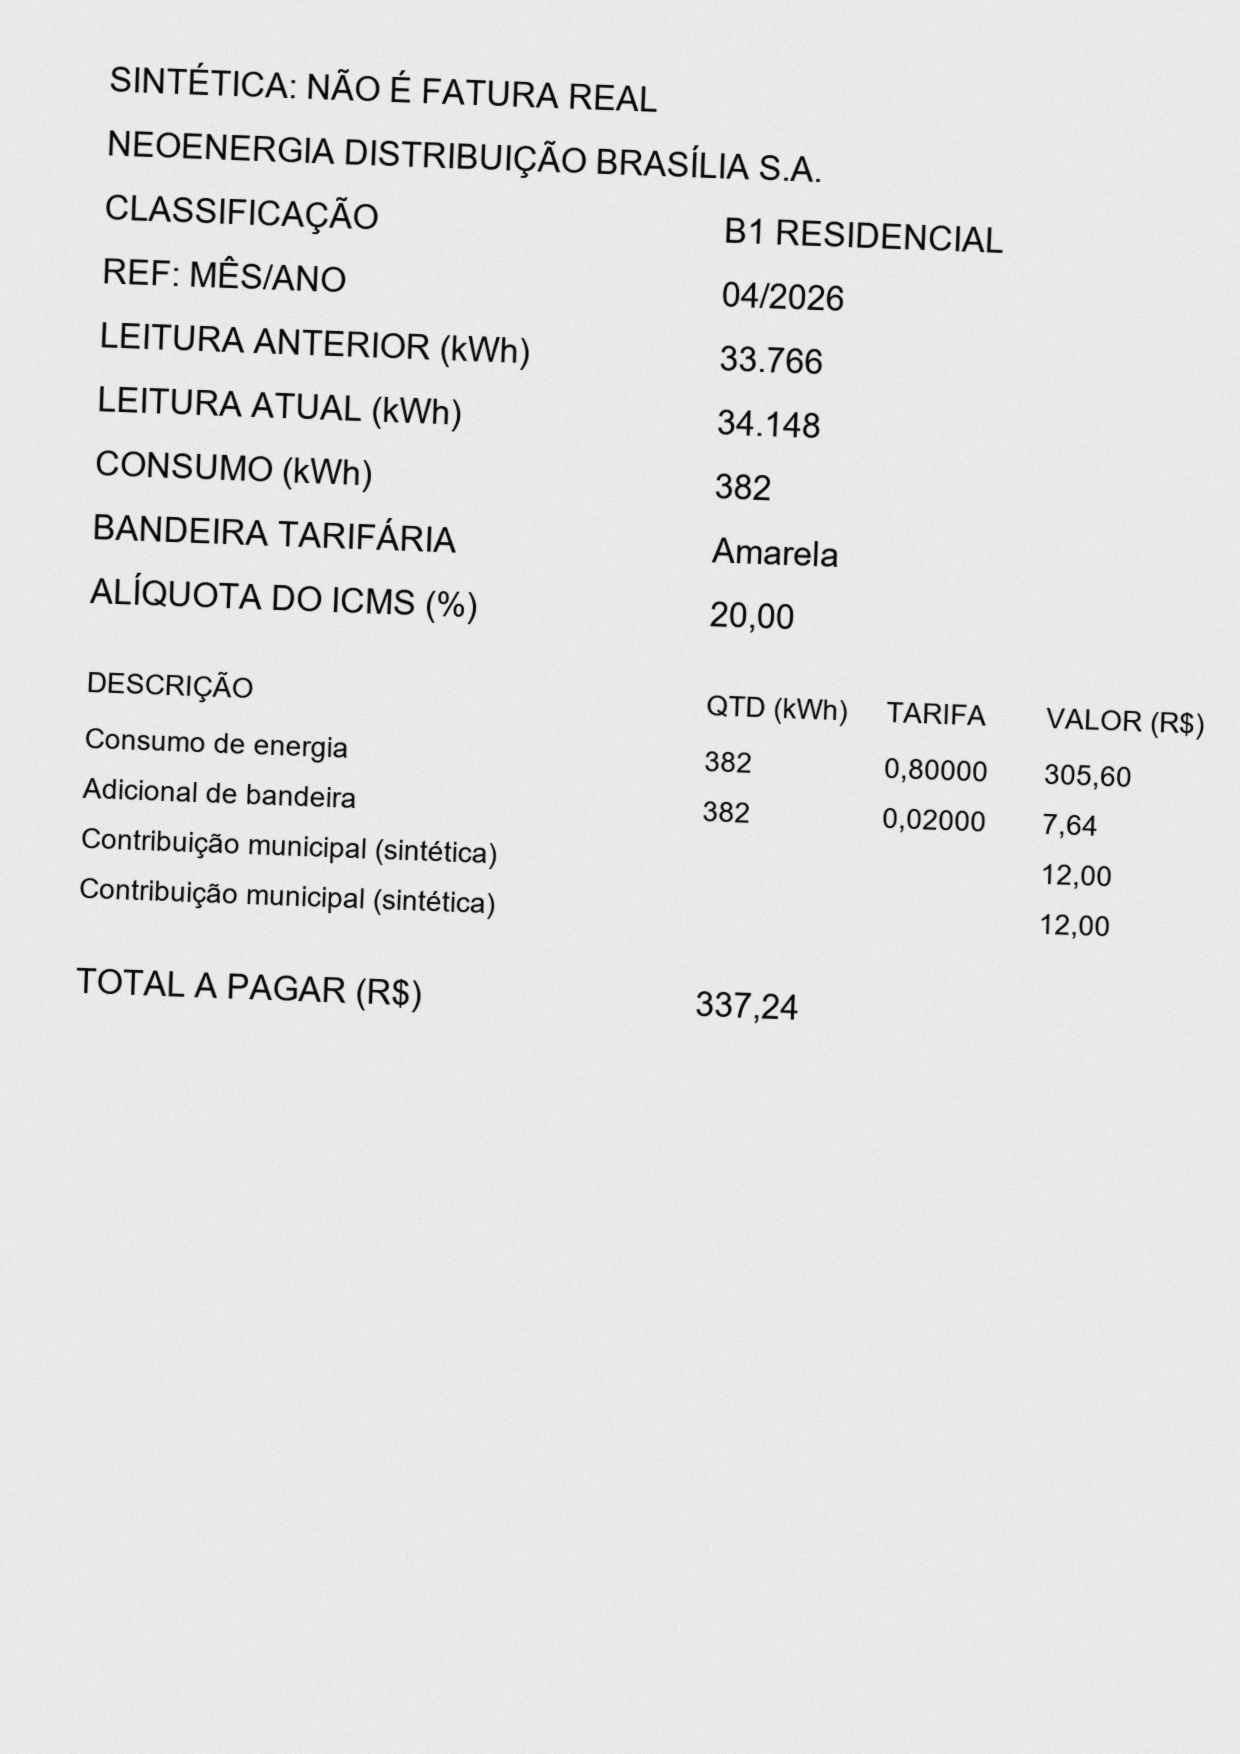 SINTÉTICA: NÃO É FATURA REAL
NEOENERGIA DISTRIBUIÇÃO BRASÍLIA S.A.
CLASSIFICAÇÃO B1 RESIDENCIAL
REF: MÊS/ANO 04/2026
LEITURA ANTERIOR (kWh) 33.766
LEITURA ATUAL (kWh) 34.148
CONSUMO (kWh) 382
BANDEIRA TARIFÁRIA Amarela
ALÍQUOTA DO ICMS (%) 20,00
DESCRIÇÃO QTD (kWh) TARIFA VALOR (R$)
Consumo de energia 382 0,80000 305,60
Adicional de bandeira 382 0,02000 7,64
Contribuição municipal (sintética) 12,00
Contribuição municipal (sintética) 12,00
TOTAL A PAGAR (R$) 337,24